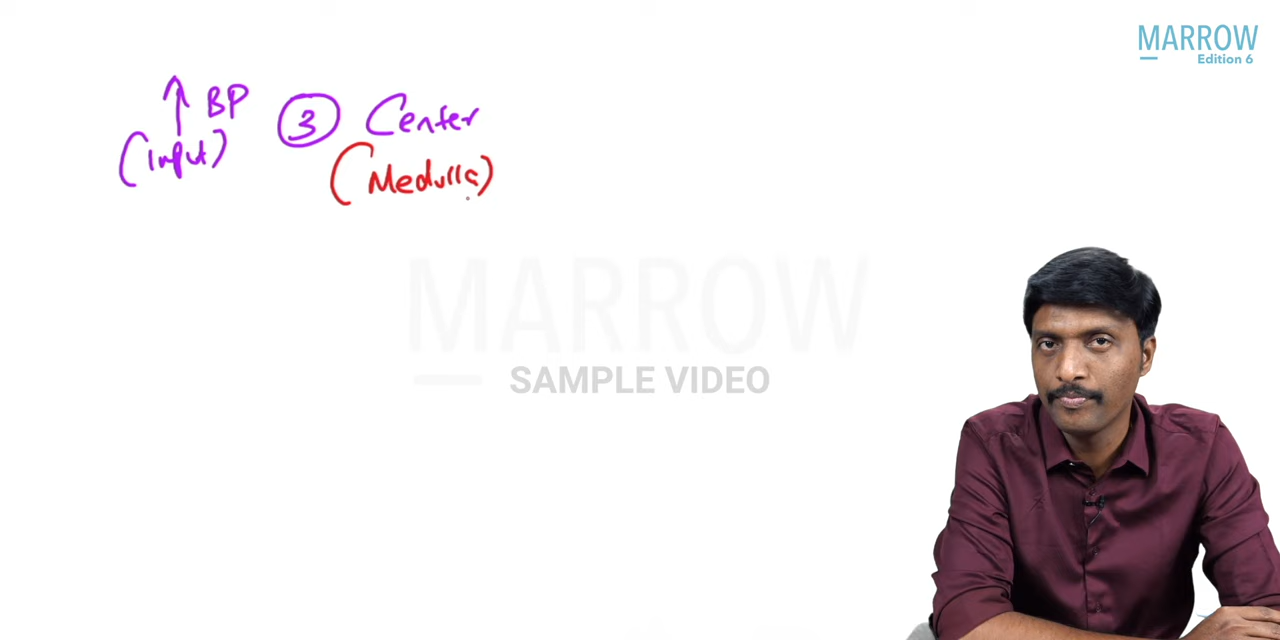 MARROW
Edition 6
↑ BP
(Input)
③ Center
(Medulla)
MARROW
SAMPLE VIDEO